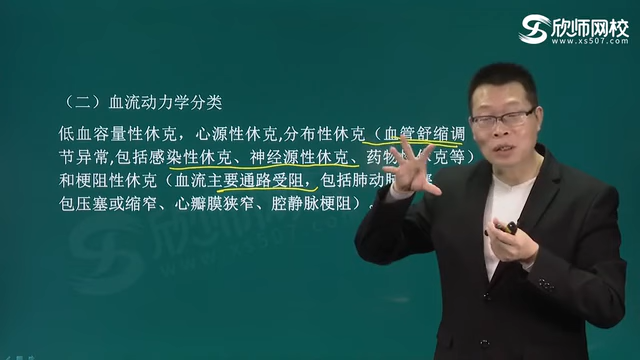 欣师网校
www.xs507.com
（二）血流动力学分类
低血容量性休克，心源性休克,分布性休克（血管舒缩调
节异常,包括感染性休克、神经源性休克、药物 克等）
和梗阻性休克（血流主要通路受阻，包括肺动
包压塞或缩窄、心瓣膜狭窄、腔静脉梗阻）。
欣师网校